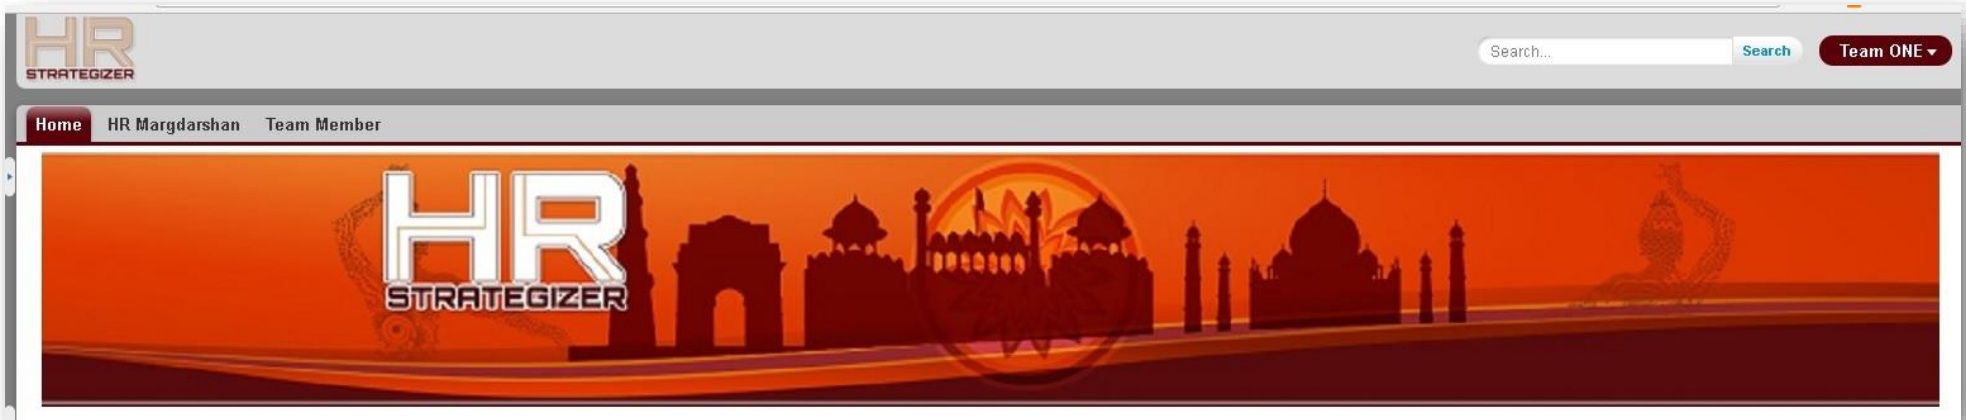 HR
STRATEGIZER
Search...
Search
Team ONE
Home
HR Margdarshan
Team Member
HR
STRATEGIZER